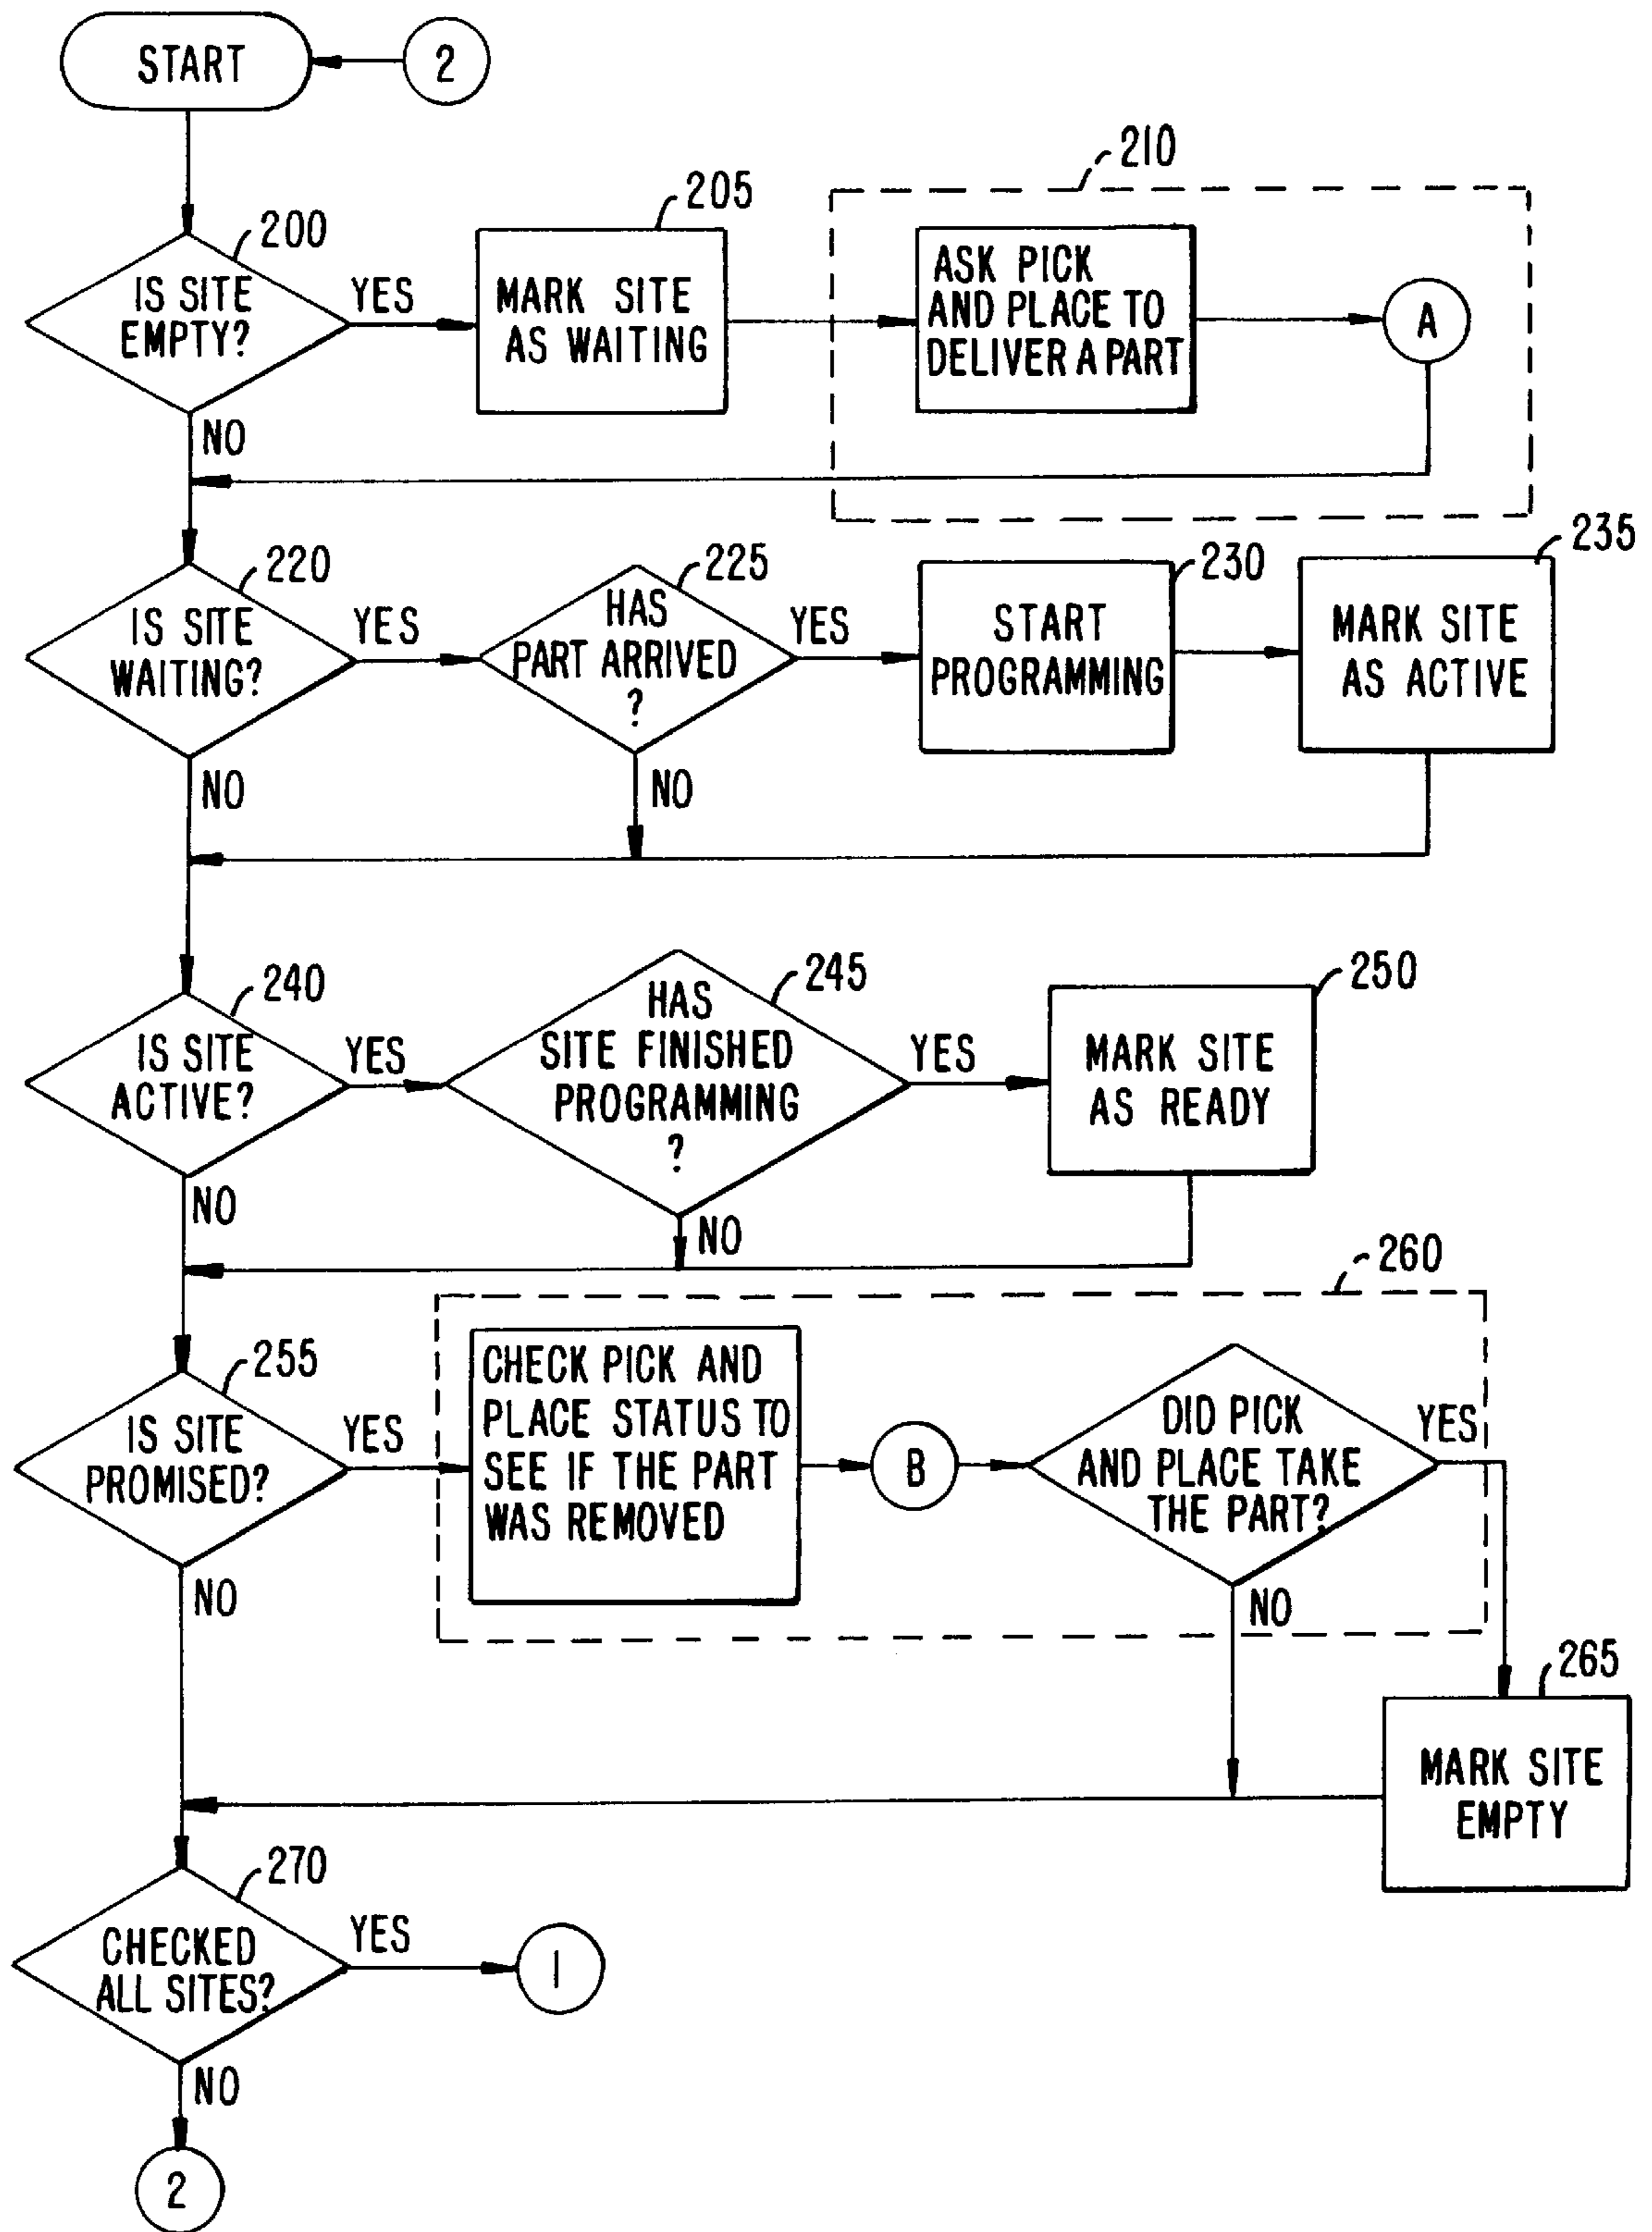 START
2
210
205
200
IS SITE
EMPTY?
YES
MARK SITE
AS WAITING
ASK PICK
AND PLACE TO
DELIVER A PART
A
NO
235
220
225
230
IS SITE
WAITING?
YES
HAS
PART ARRIVED
?
YES
START
PROGRAMMING
MARK SITE
AS ACTIVE
NO
NO
240
245
250
IS SITE
ACTIVE?
YES
HAS
SITE FINISHED
PROGRAMMING
?
YES
MARK SITE
AS READY
NO
NO
260
255
IS SITE
PROMISED?
YES
CHECK PICK AND
PLACE STATUS TO
SEE IF THE PART
WAS REMOVED
B
DID PICK
AND PLACE TAKE
THE PART?
YES
NO
NO
265
MARK SITE
EMPTY
270
CHECKED
ALL SITES?
YES
1
NO
2